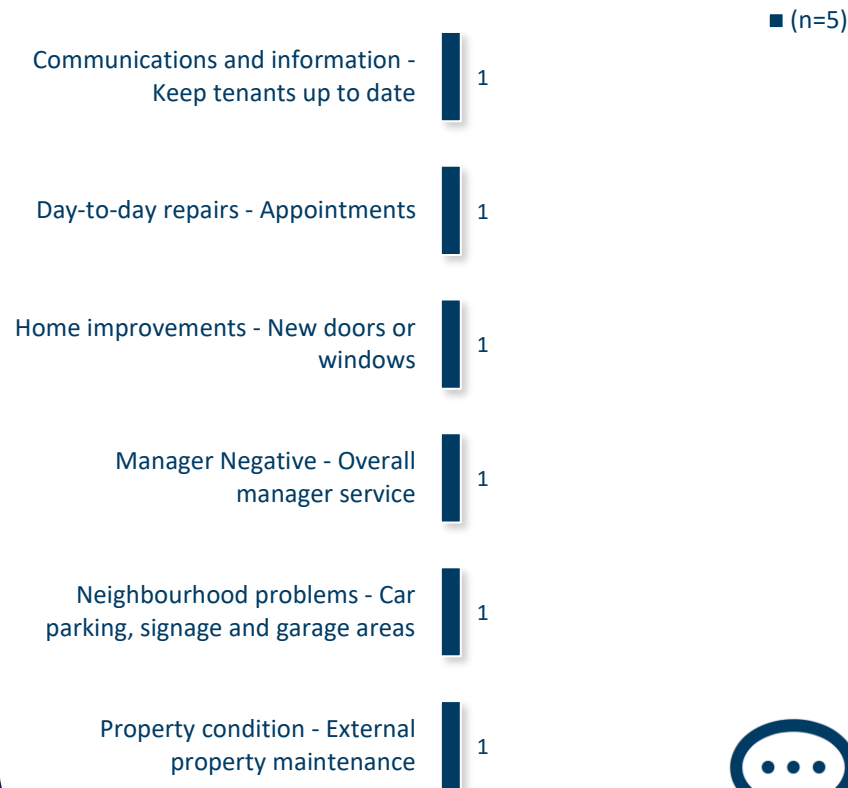 (n=5)
Communications and information -
Keep tenants up to date
1
Day-to-day repairs - Appointments
1
Home improvements - New doors or
windows
1
Manager Negative - Overall
manager service
1
Neighbourhood problems - Car
parking, signage and garage areas
1
Property condition - External
property maintenance
1